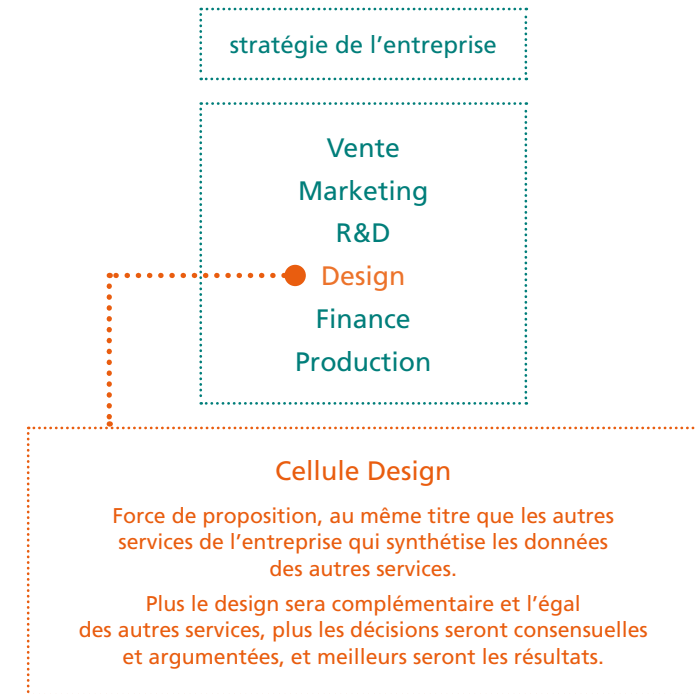 stratégie de l’entreprise
Vente
Marketing
R&D
Design
Finance
Production
Cellule Design
Force de proposition, au même titre que les autres
services de l’entreprise qui synthétise les données
des autres services.
Plus le design sera complémentaire et l’égal
des autres services, plus les décisions seront consensuelles
et argumentées, et meilleurs seront les résultats.